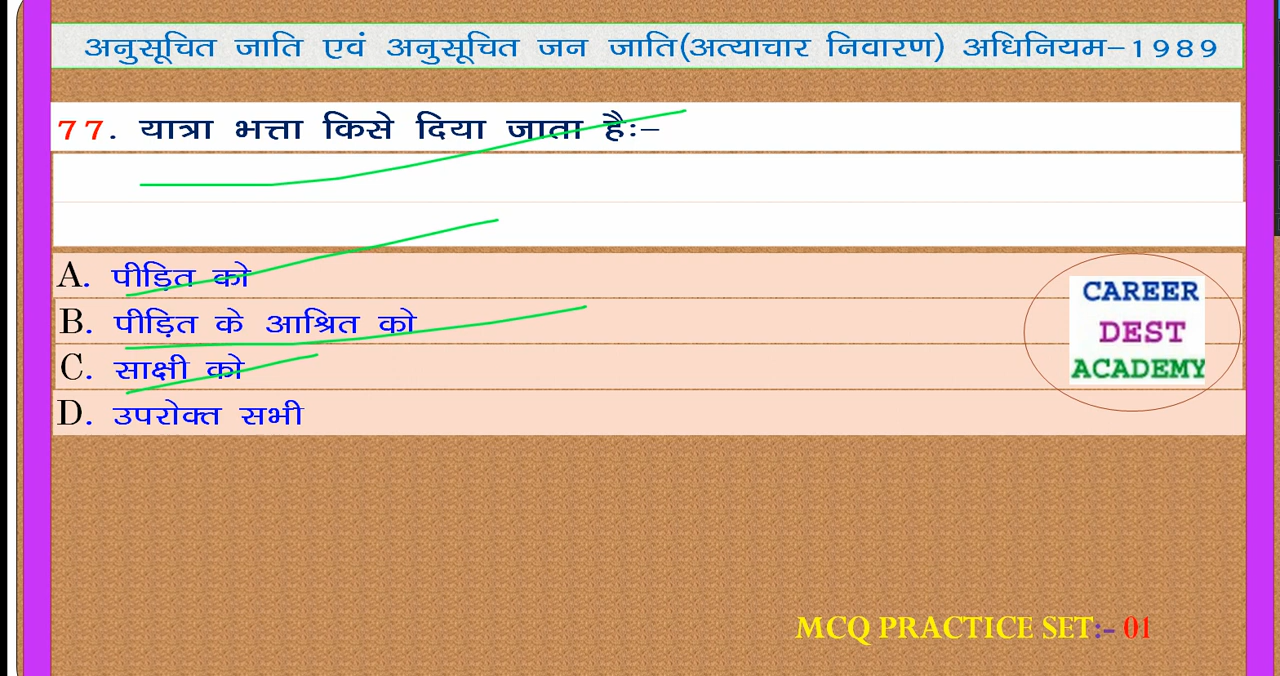 अनुसूचित जाति एवं अनुसूचित जन जाति(अत्याचार निवारण) अधिनियम-1989
77. यात्रा भत्ता किसे दिया जाता हैः-
A. पीड़ित को
B. पीड़ित के आश्रित को
C. साक्षी को
D. उपरोक्त सभी
CAREER
DEST
ACADEMY
MCQ PRACTICE SET:- 01